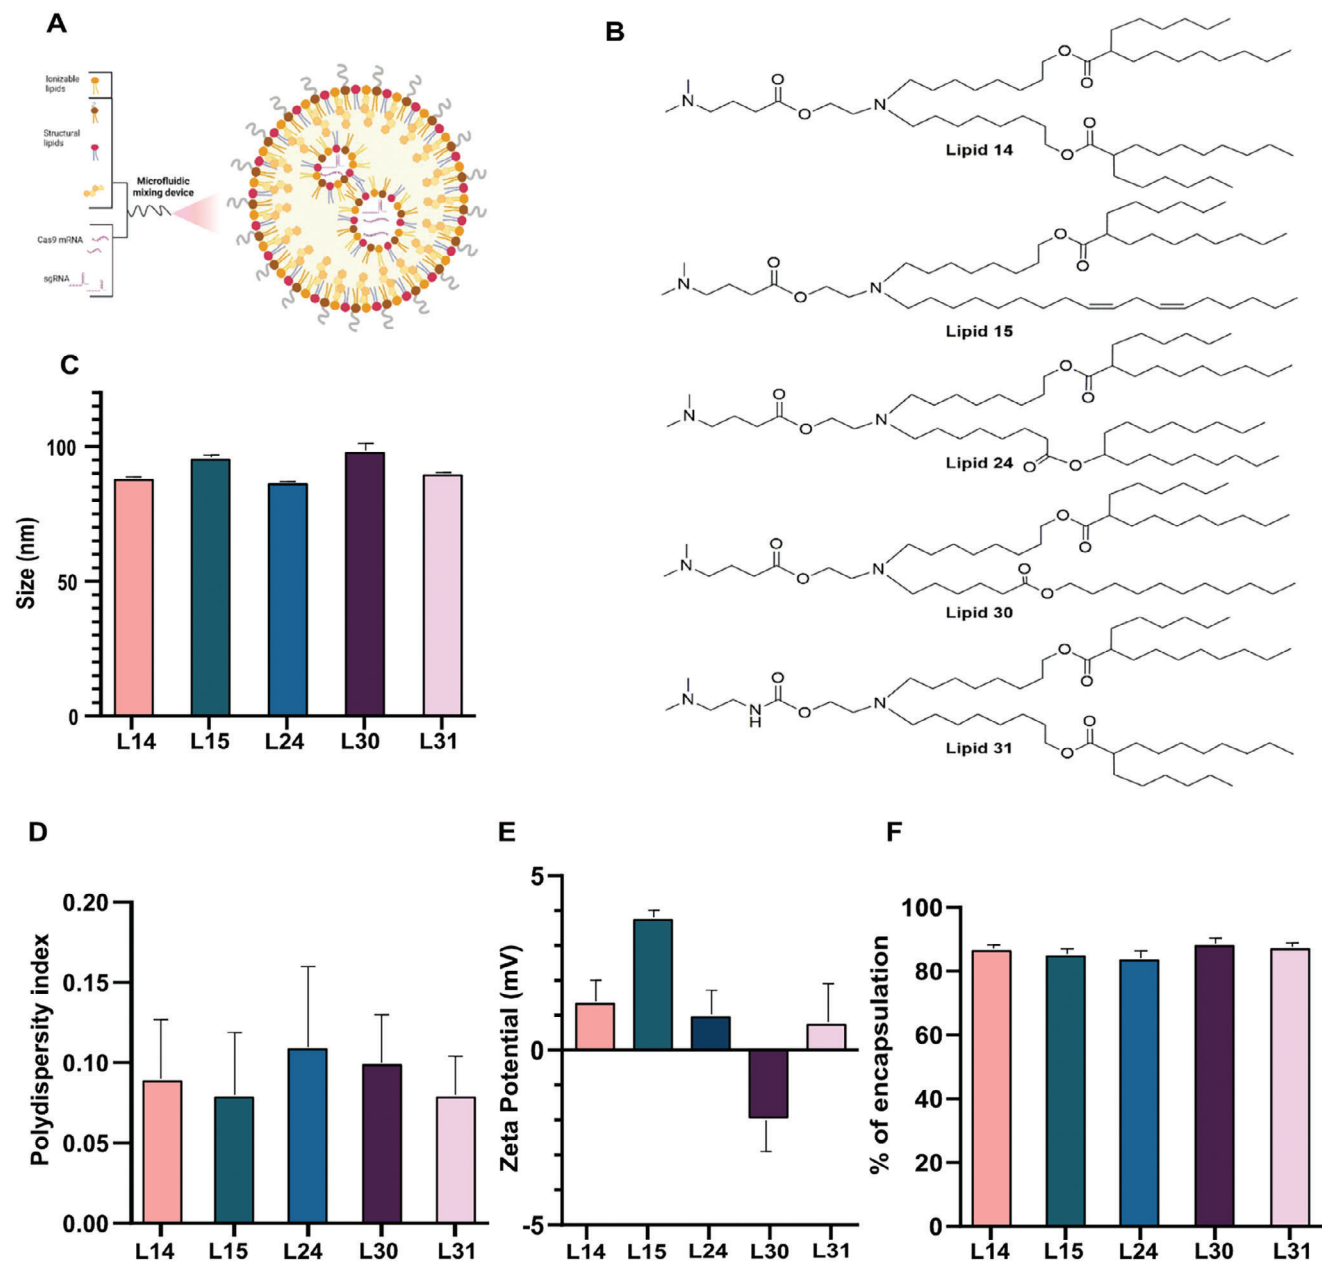 A
Ionizable
lipids
Structural
lipids
Microfluidic
mixing device
Cas9 mRNA
sgRNA
B
N
O
O
N
O
O
O
O
Lipid 14
N
O
O
N
O
O
Lipid 15
N
O
O
N
O
O
O
O
Lipid 24
N
O
O
N
O
O
O
O
Lipid 30
N
N
H
O
O
N
O
O
O
O
Lipid 31
C
Size (nm)
100
50
0
L14 L15 L24 L30 L31
D
Polydispersity index
0.20
0.15
0.10
0.05
0.00
L14 L15 L24 L30 L31
E
Zeta Potential (mV)
5
0
-5
L14 L15 L24 L30 L31
F
% of encapsulation
100
80
60
40
20
0
L14 L15 L24 L30 L31